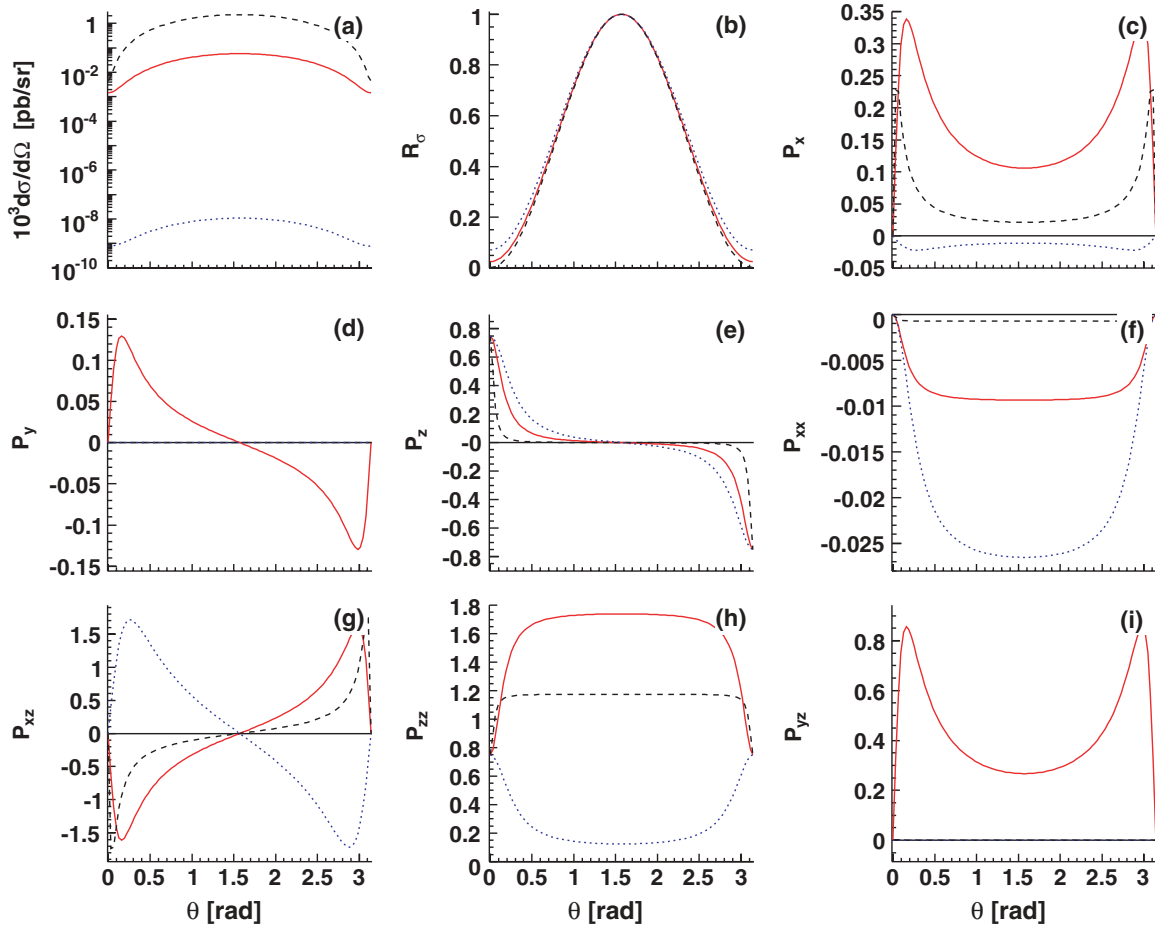 (a)
10³dσ/dΩ [pb/sr]
1
10⁻²
10⁻⁴
10⁻⁶
10⁻⁸
10⁻¹⁰
(b)
R_σ
1
0.8
0.6
0.4
0.2
0
(c)
P_x
0.35
0.3
0.25
0.2
0.15
0.1
0.05
0
-0.05
(d)
P_y
0.15
0.1
0.05
0
-0.05
-0.1
-0.15
(e)
P_z
0.8
0.6
0.4
0.2
-0
-0.2
-0.4
-0.6
-0.8
(f)
P_xx
0
-0.005
-0.01
-0.015
-0.02
-0.025
(g)
P_xz
1.5
1
0.5
0
-0.5
-1
-1.5
0 0.5 1 1.5 2 2.5 3
θ [rad]
(h)
P_zz
1.8
1.6
1.4
1.2
1
0.8
0.6
0.4
0.2
0
0 0.5 1 1.5 2 2.5 3
θ [rad]
(i)
P_yz
0.8
0.6
0.4
0.2
0
0 0.5 1 1.5 2 2.5 3
θ [rad]